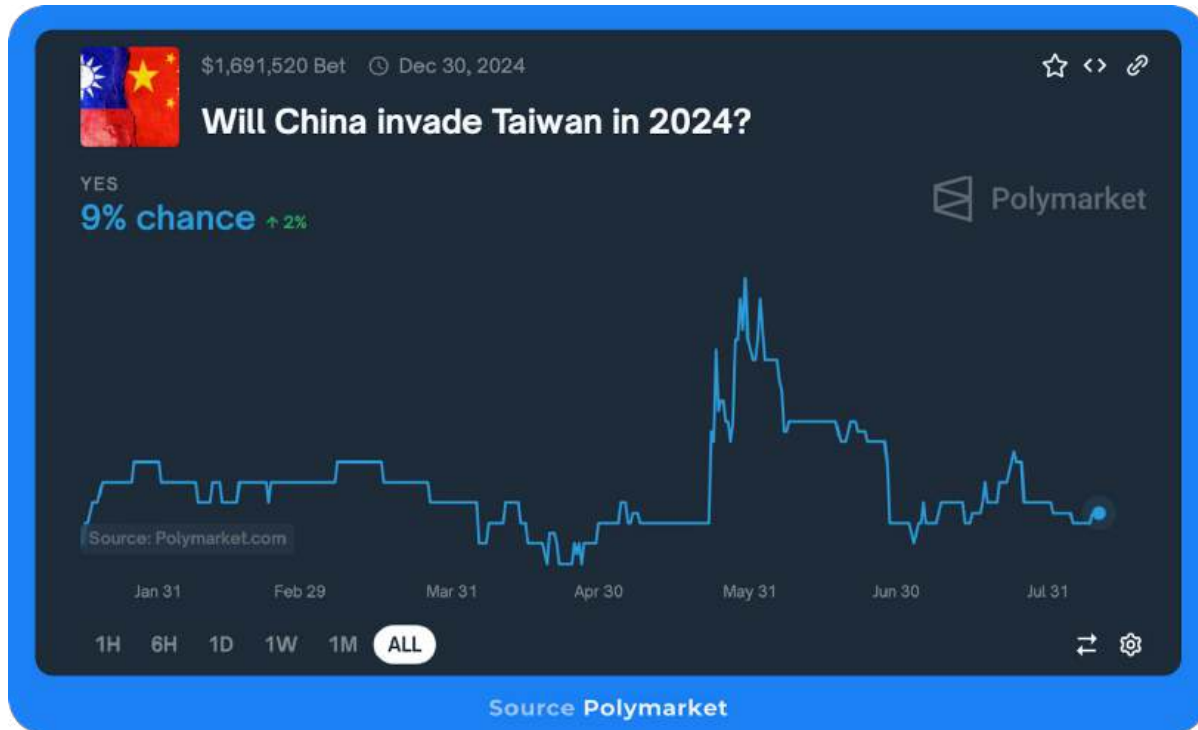 $1,691,520 Bet Dec 30, 2024
Will China invade Taiwan in 2024?
YES
9% chance ↑ 2%
Polymarket
Source: Polymarket.com
Jan 31 Feb 29 Mar 31 Apr 30 May 31 Jun 30 Jul 31
1H 6H 1D 1W 1M ALL
Source Polymarket